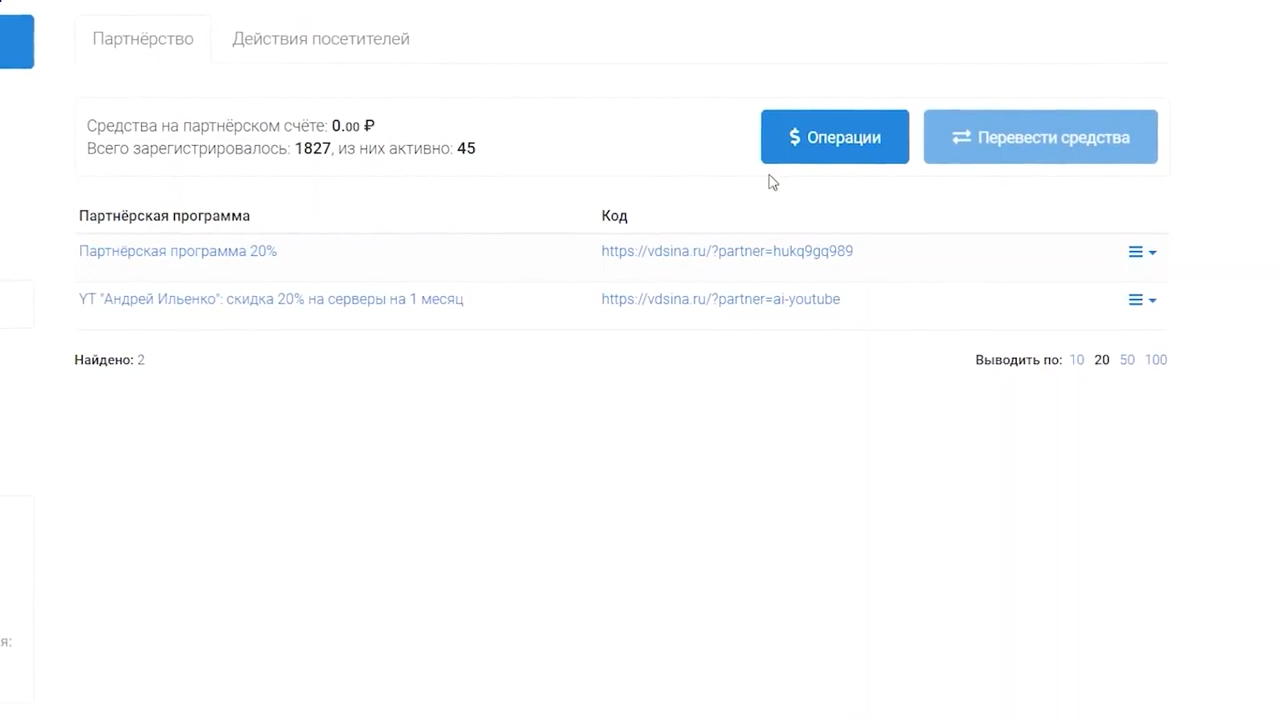 Партнёрство
Действия посетителей
Средства на партнёрском счёте: 0.00 ₽
Всего зарегистрировалось: 1827, из них активно: 45
$ Операции
Перевести средства
Партнёрская программа
Код
Партнёрская программа 20%
https://vdsina.ru/?partner=hukq9gq989
YT "Андрей Ильенко": скидка 20% на серверы на 1 месяц
https://vdsina.ru/?partner=ai-youtube
Найдено: 2
Выводить по: 10 20 50 100
я: